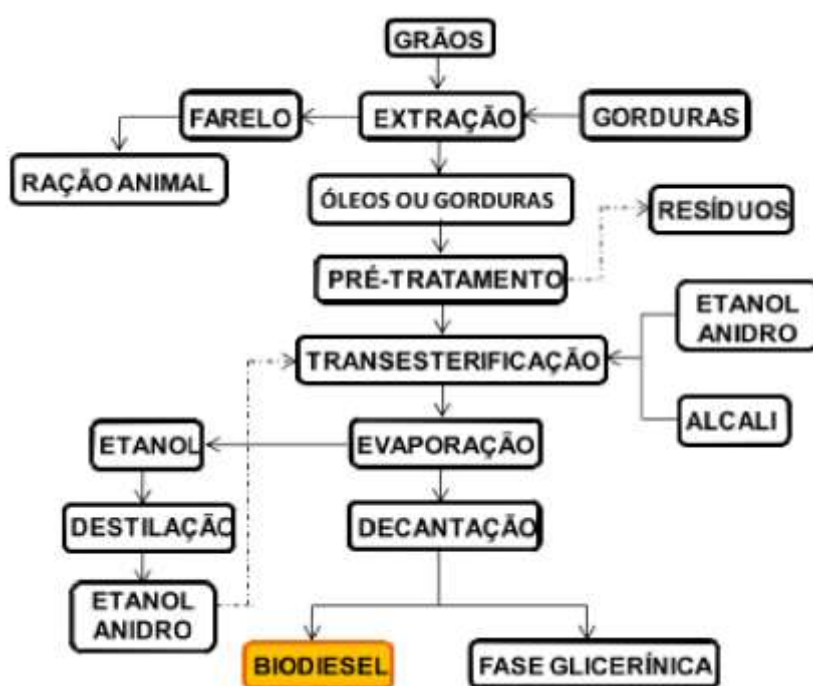 GRÃOS
FARELO
EXTRAÇÃO
GORDURAS
RAÇÃO ANIMAL
ÓLEOS OU GORDURAS
RESÍDUOS
PRÉ-TRATAMENTO
ETANOL
ANIDRO
TRANSESTERIFICAÇÃO
ALCALI
ETANOL
EVAPORAÇÃO
DESTILAÇÃO
DECANTAÇÃO
ETANOL
ANIDRO
BIODIESEL
FASE GLICERÍNICA